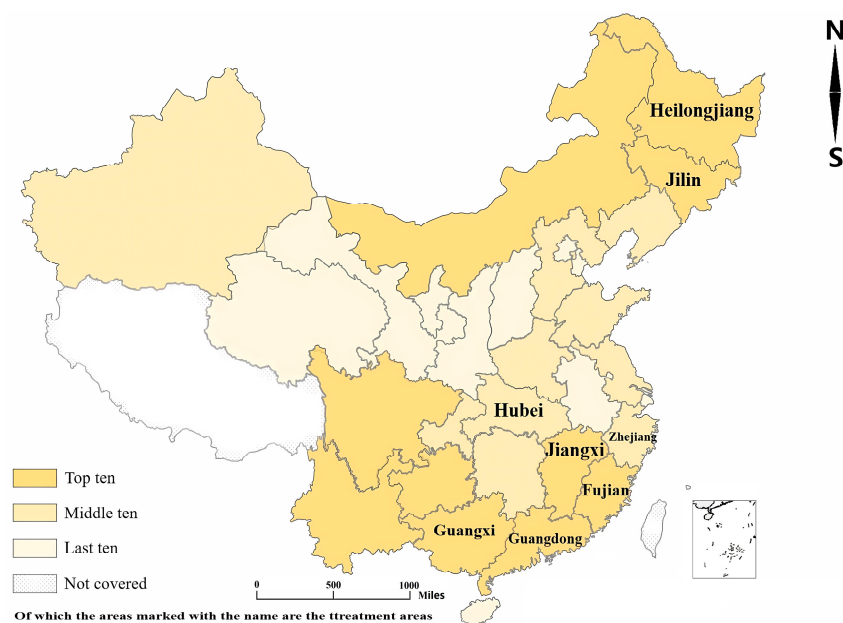 N
S
Heilongjiang
Jilin
Hubei
Zhejiang
Jiangxi
Fujian
Guangxi
Guangdong
Top ten
Middle ten
Last ten
Not covered
0 500 1000
Miles
Of which the areas marked with the name are the ttreatment areas